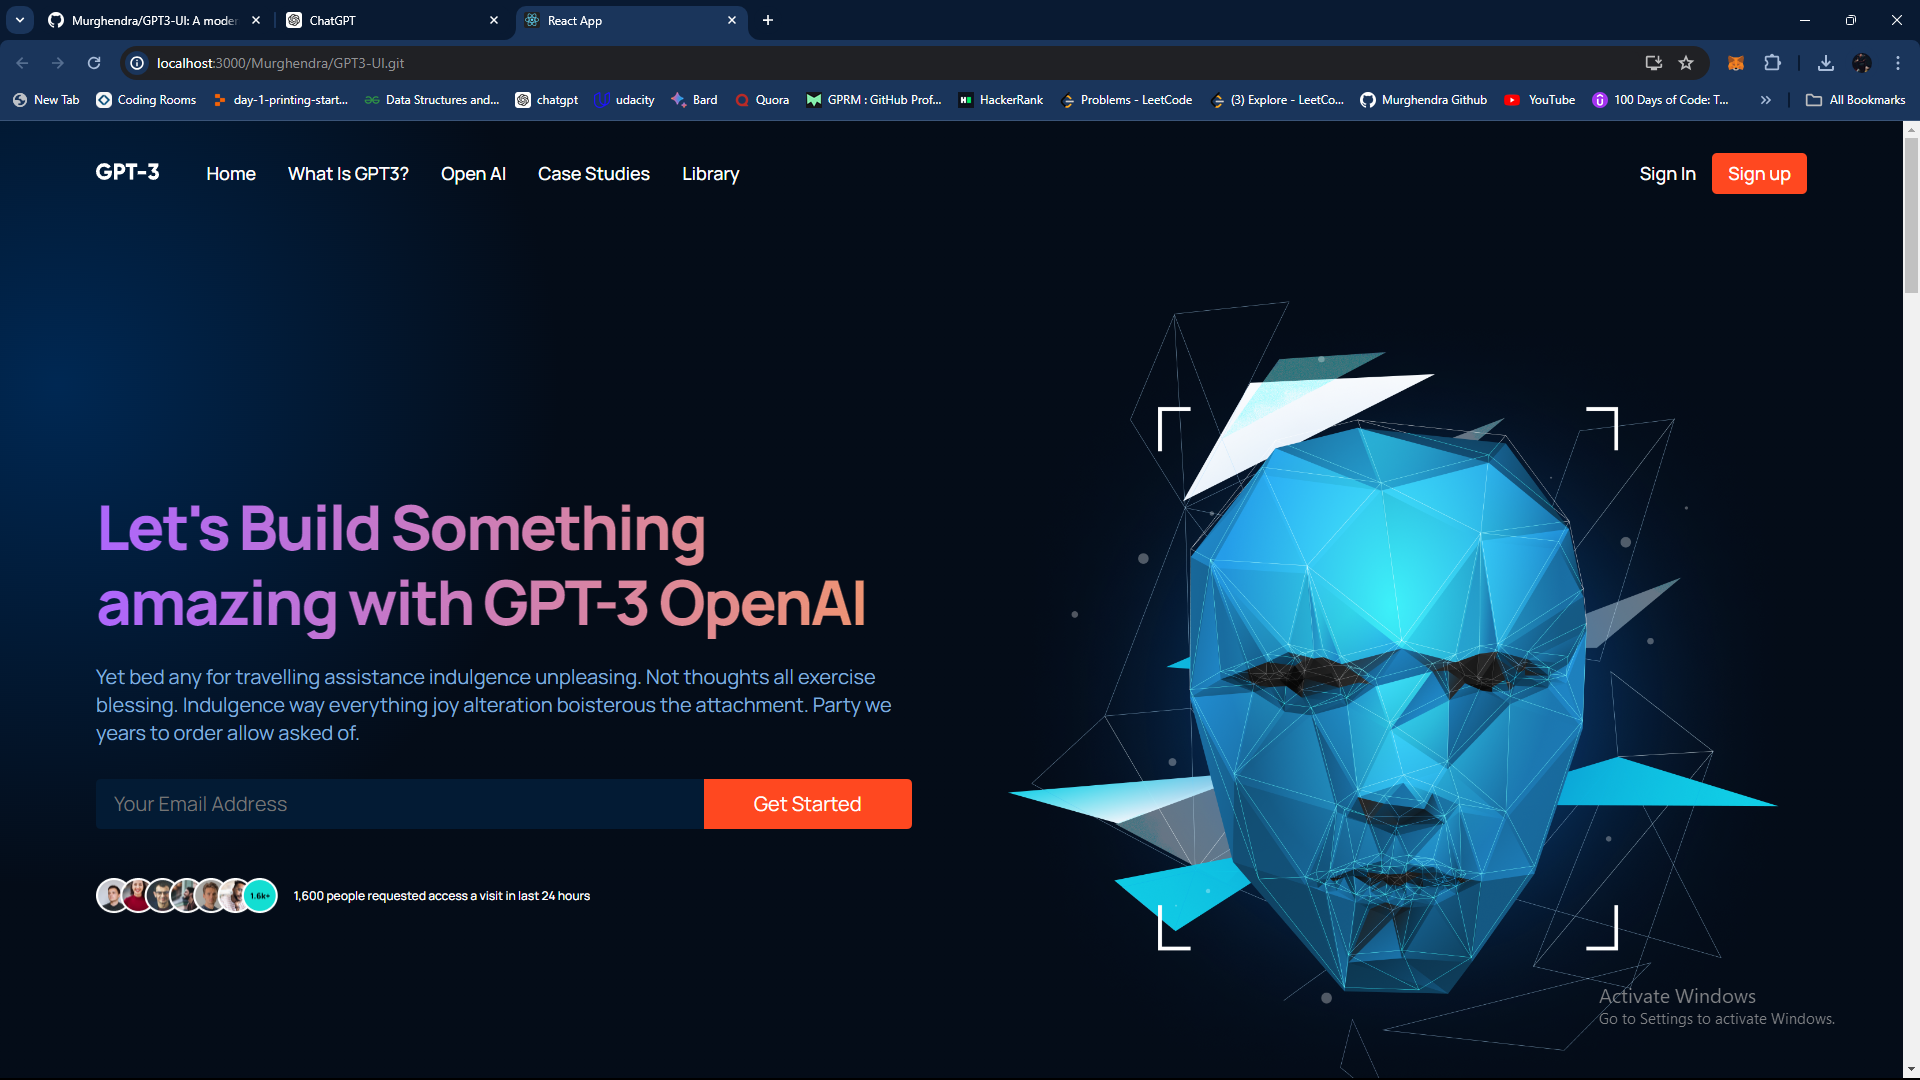 Murghendra/GPT3-UI: A moder
ChatGPT
React App
localhost:3000/Murghendra/GPT3-UI.git
New Tab
Coding Rooms
day-1-printing-start...
Data Structures and...
chatgpt
udacity
Bard
Quora
GPRM : GitHub Prof...
HackerRank
Problems - LeetCode
(3) Explore - LeetCo...
Murghendra Github
YouTube
100 Days of Code: T...
All Bookmarks
GPT-3
Home
What Is GPT3?
Open AI
Case Studies
Library
Sign In
Sign up
Let's Build Something
amazing with GPT-3 OpenAI
Yet bed any for travelling assistance indulgence unpleasing. Not thoughts all exercise
blessing. Indulgence way everything joy alteration boisterous the attachment. Party we
years to order allow asked of.
Your Email Address
Get Started
1.6k+
1,600 people requested access a visit in last 24 hours
Activate Windows
Go to Settings to activate Windows.